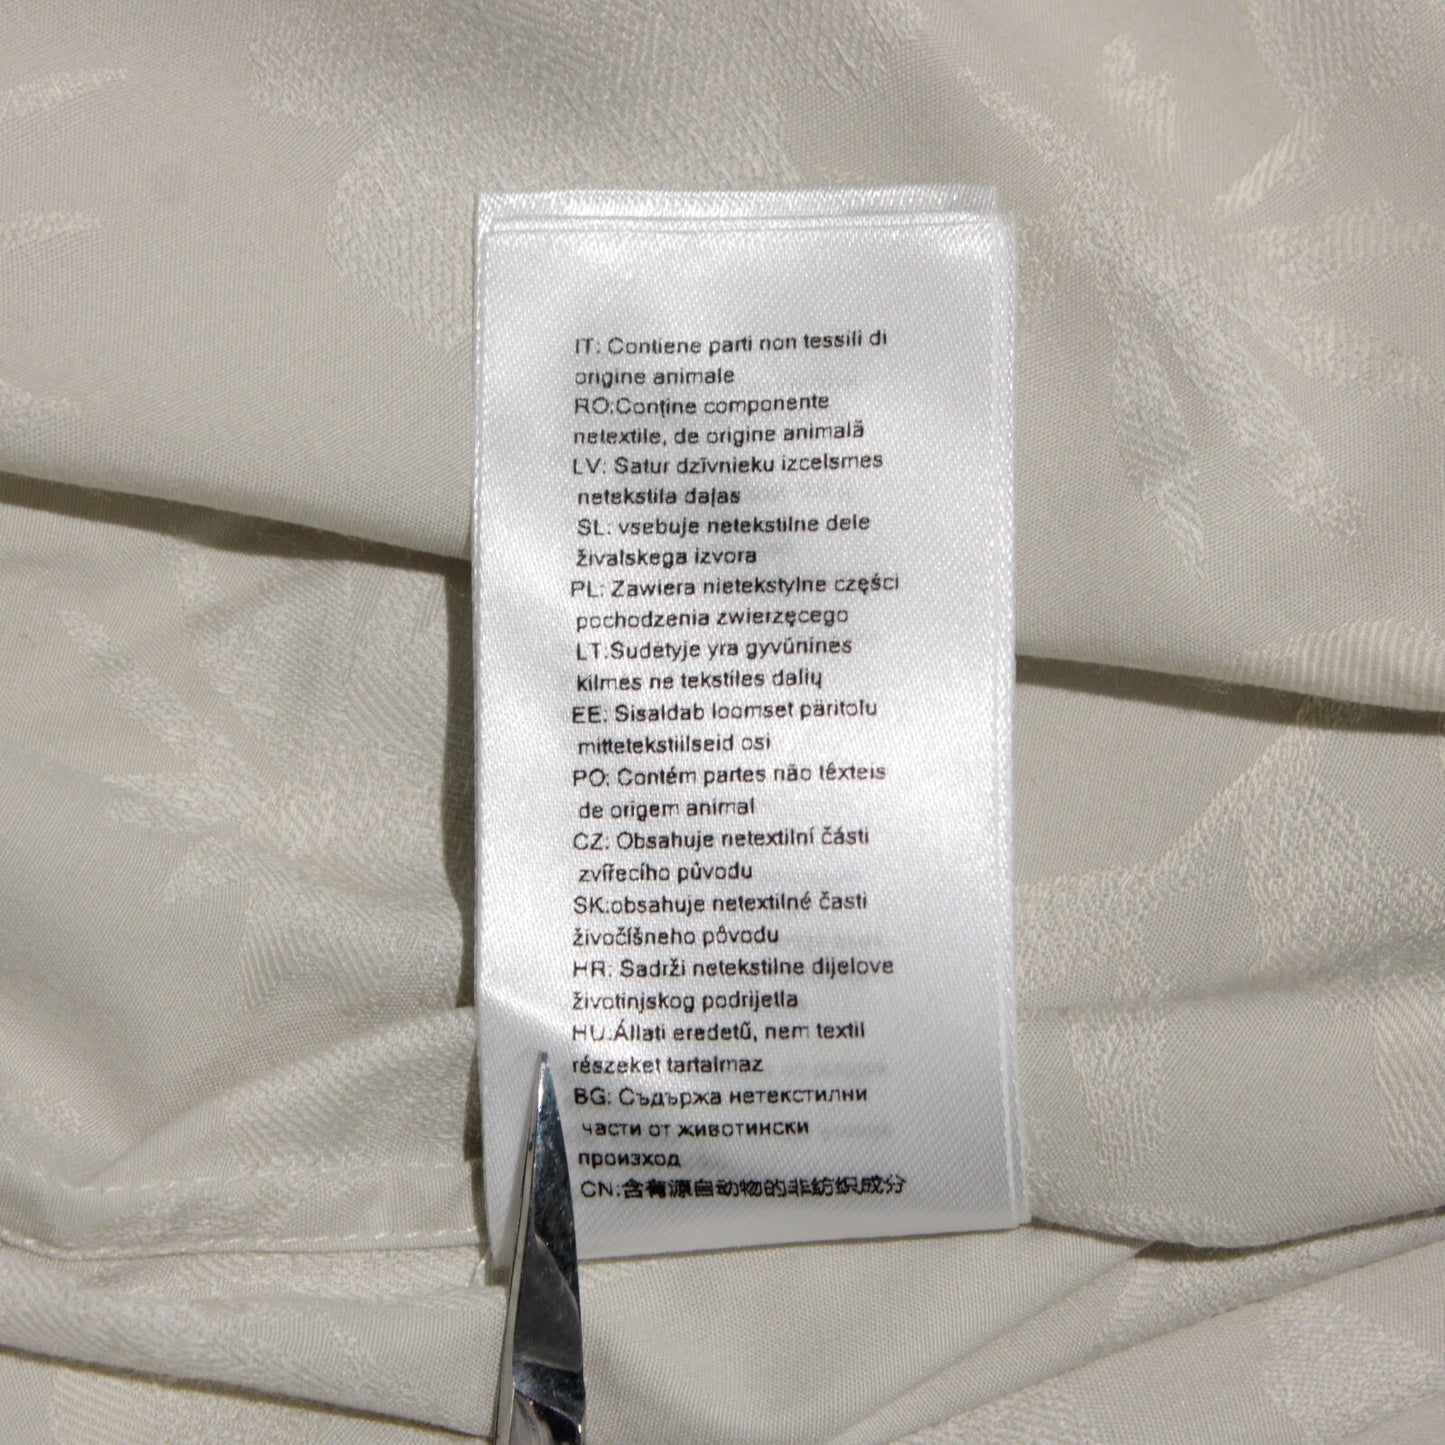 IT: Contiene parti non tessili di
origine animale
RO:Conţine componente
netextile, de origine animală
LV: Satur dzīvnieku izcelsmes
netekstila daļas
SL: vsebuje netekstilne dele
živalskega izvora
PL: Zawiera nietekstylne części
pochodzenia zwierzęcego
LT:Sudetyje yra gyvūnines
kilmes ne tekstiles dalių
EE: Sisaldab loomset päritolu
mittetekstiilseid osi
PO: Contém partes não têxteis
de origem animal
CZ: Obsahuje netextilní části
zvířecího původu
SK:obsahuje netextilné časti
živočíšneho pôvodu
HR: Sadrži netekstilne dijelove
životinjskog podrijetla
HU:Állati eredetű, nem textil
részeket tartalmaz
BG: Съдържа нетекстилни
части от животински
произход
CN:含有源自动物的非纺织成分